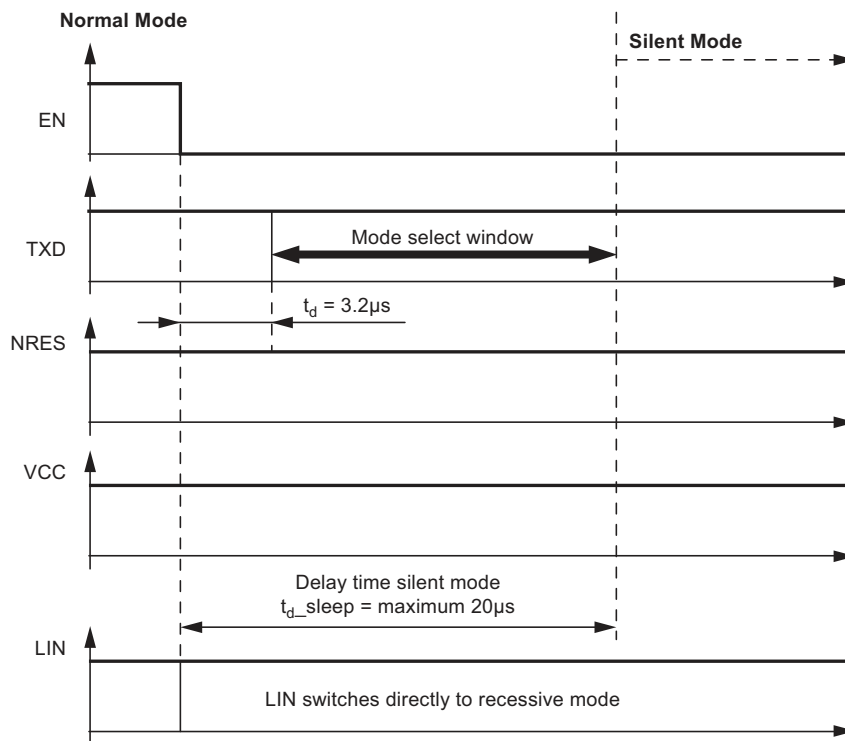 Normal Mode
Silent Mode
EN
TXD
Mode select window
t_d = 3.2µs
NRES
VCC
Delay time silent mode
t_d_sleep = maximum 20µs
LIN
LIN switches directly to recessive mode